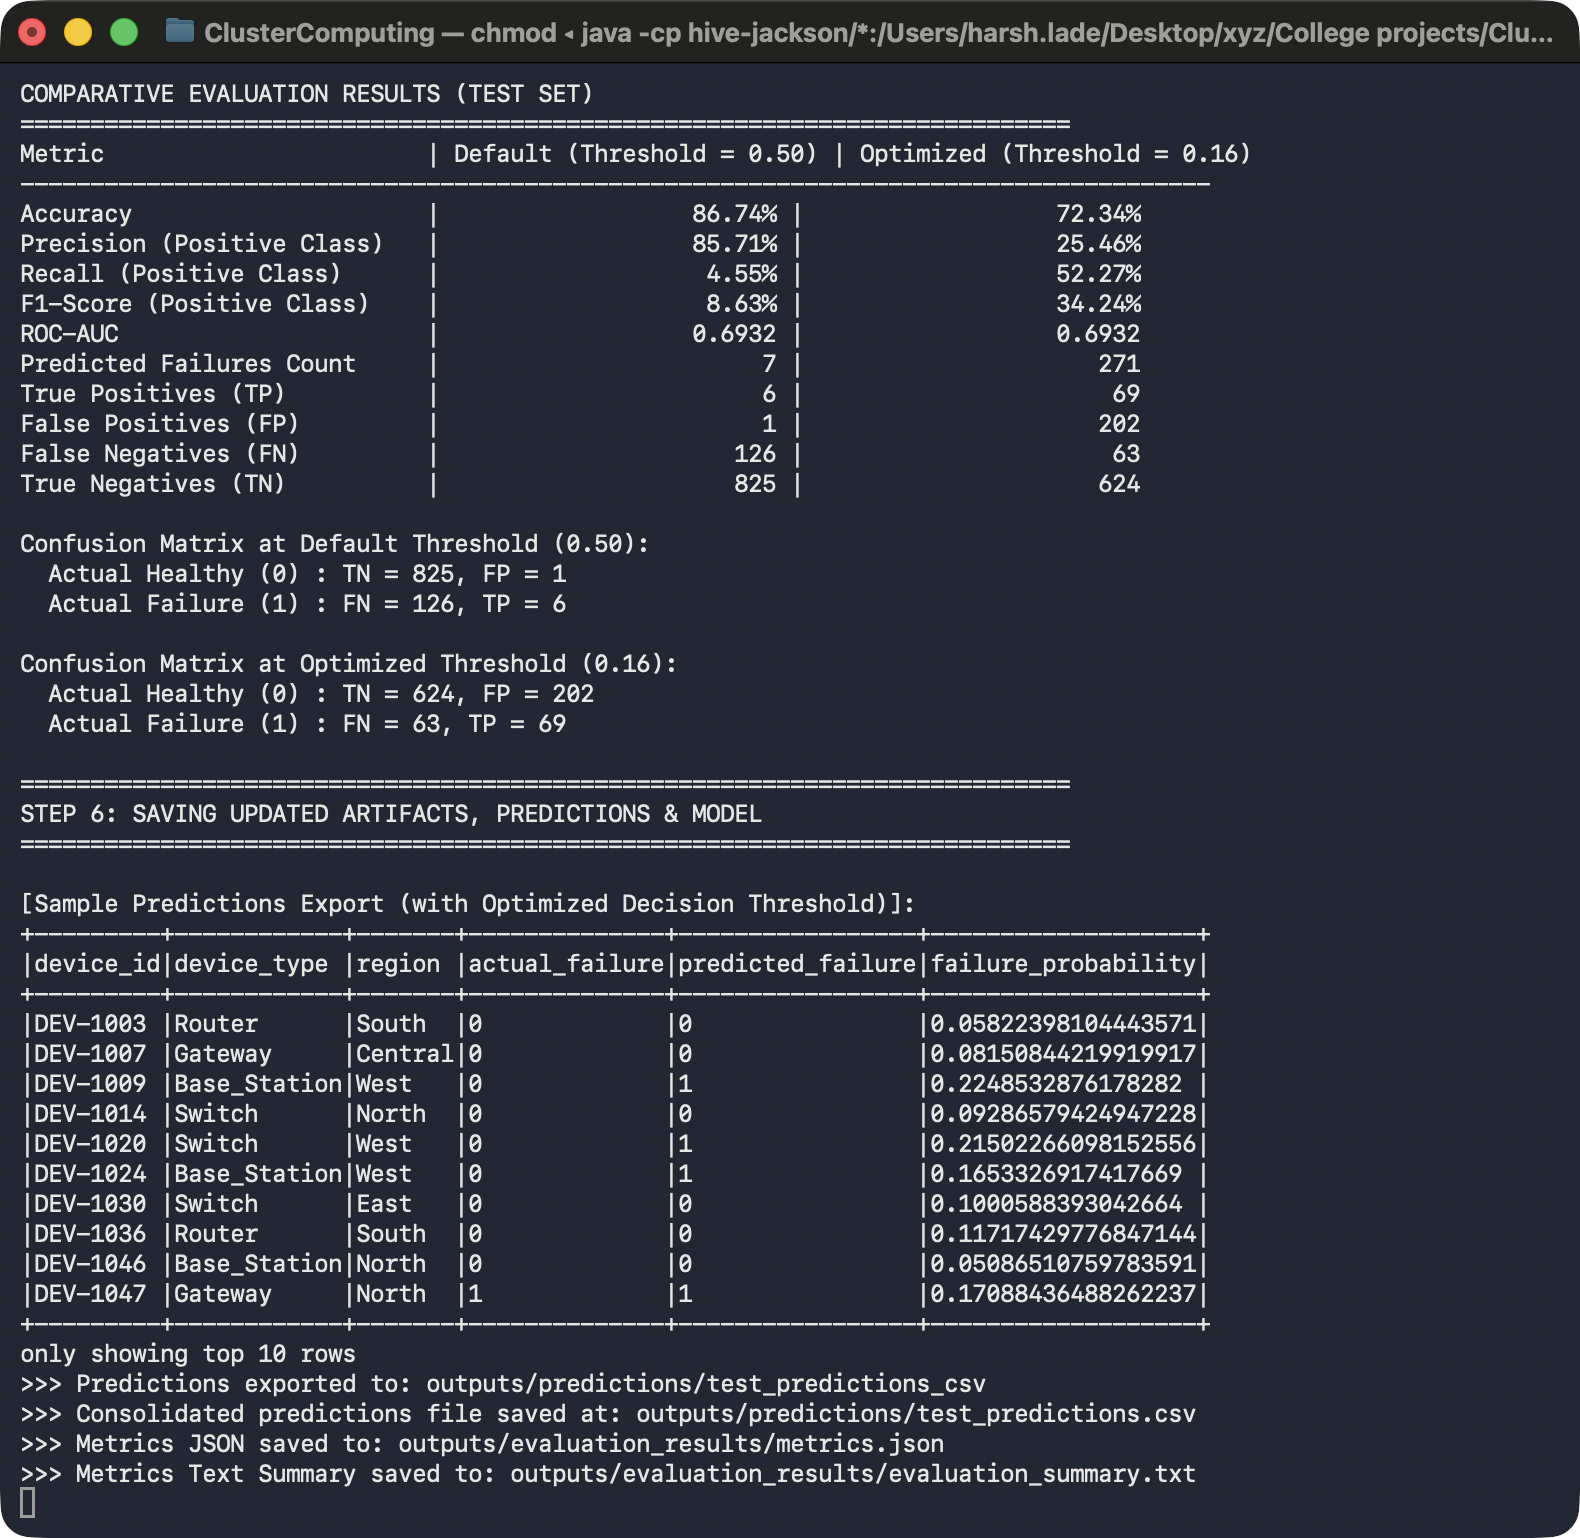 ClusterComputing — chmod ◂ java -cp hive-jackson/*:/Users/harsh.lade/Desktop/xyz/College projects/Clu...
COMPARATIVE EVALUATION RESULTS (TEST SET)
===========================================================================
Metric                       | Default (Threshold = 0.50) | Optimized (Threshold = 0.16)
-------------------------------------------------------------------------------------
Accuracy                     |                  86.74% |                  72.34%
Precision (Positive Class)   |                  85.71% |                  25.46%
Recall (Positive Class)      |                   4.55% |                  52.27%
F1-Score (Positive Class)    |                   8.63% |                  34.24%
ROC-AUC                      |                  0.6932 |                  0.6932
Predicted Failures Count     |                       7 |                     271
True Positives (TP)          |                       6 |                      69
False Positives (FP)         |                       1 |                     202
False Negatives (FN)         |                     126 |                      63
True Negatives (TN)          |                     825 |                     624
Confusion Matrix at Default Threshold (0.50):
  Actual Healthy (0) : TN = 825, FP = 1
  Actual Failure (1) : FN = 126, TP = 6
Confusion Matrix at Optimized Threshold (0.16):
  Actual Healthy (0) : TN = 624, FP = 202
  Actual Failure (1) : FN = 63, TP = 69
===========================================================================
STEP 6: SAVING UPDATED ARTIFACTS, PREDICTIONS & MODEL
===========================================================================
[Sample Predictions Export (with Optimized Decision Threshold)]:
+---------+------------+-------+--------------+-----------------+-------------------+
|device_id|device_type |region |actual_failure|predicted_failure|failure_probability|
+---------+------------+-------+--------------+-----------------+-------------------+
|DEV-1003 |Router      |South  |0             |0                |0.05822398104443571|
|DEV-1007 |Gateway     |Central|0             |0                |0.08150844219919917|
|DEV-1009 |Base_Station|West   |0             |1                |0.2248532876178282 |
|DEV-1014 |Switch      |North  |0             |0                |0.09286579424947228|
|DEV-1020 |Switch      |West   |0             |1                |0.21502266098152556|
|DEV-1024 |Base_Station|West   |0             |1                |0.1653326917417669 |
|DEV-1030 |Switch      |East   |0             |0                |0.1000588393042664 |
|DEV-1036 |Router      |South  |0             |0                |0.11717429776847144|
|DEV-1046 |Base_Station|North  |0             |0                |0.05086510759783591|
|DEV-1047 |Gateway     |North  |1             |1                |0.17088436488262237|
+---------+------------+-------+--------------+-----------------+-------------------+
only showing top 10 rows
>>> Predictions exported to: outputs/predictions/test_predictions_csv
>>> Consolidated predictions file saved at: outputs/predictions/test_predictions.csv
>>> Metrics JSON saved to: outputs/evaluation_results/metrics.json
>>> Metrics Text Summary saved to: outputs/evaluation_results/evaluation_summary.txt